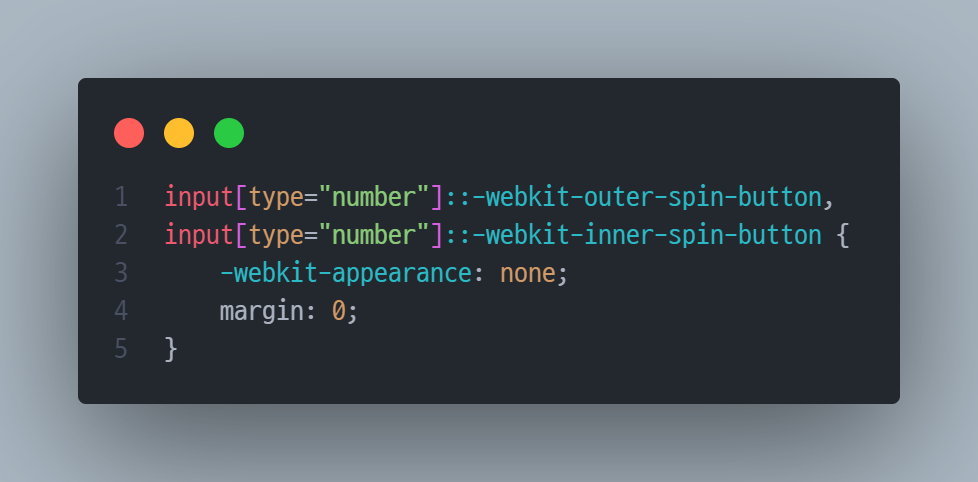 1 input[type="number"]::-webkit-outer-spin-button,
2 input[type="number"]::-webkit-inner-spin-button {
3     -webkit-appearance: none;
4     margin: 0;
5 }